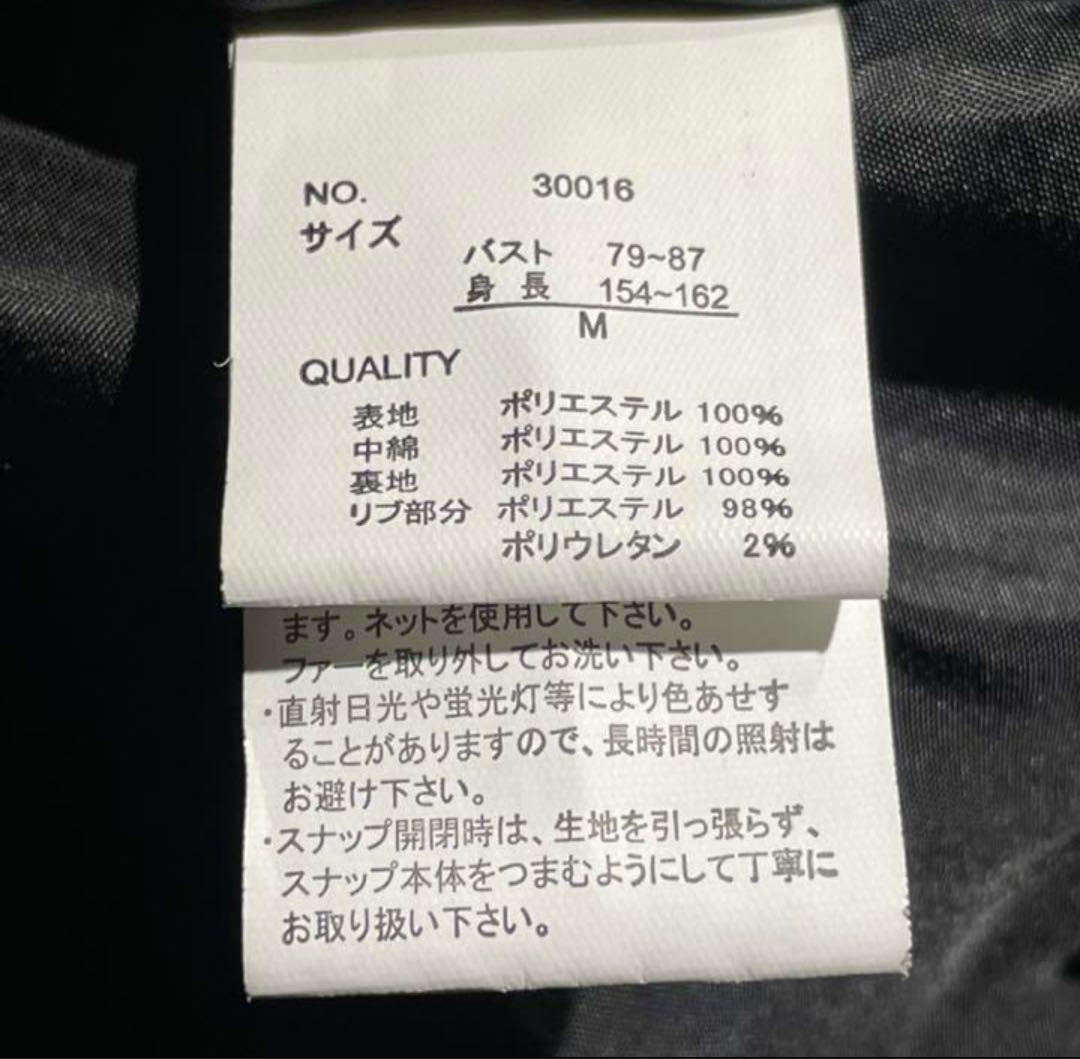 NO. 30016
サイズ
バスト 79~87
身長 154~162
M
QUALITY
表地 ポリエステル 100%
中綿 ポリエステル 100%
裏地 ポリエステル 100%
リブ部分 ポリエステル 98%
ポリウレタン 2%
ます。ネットを使用して下さい。
ファーを取り外してお洗い下さい。
・直射日光や蛍光灯等により色あせす
ることがありますので、長時間の照射は
お避け下さい。
・スナップ開閉時は、生地を引っ張らず、
スナップ本体をつまむようにして丁寧に
お取り扱い下さい。